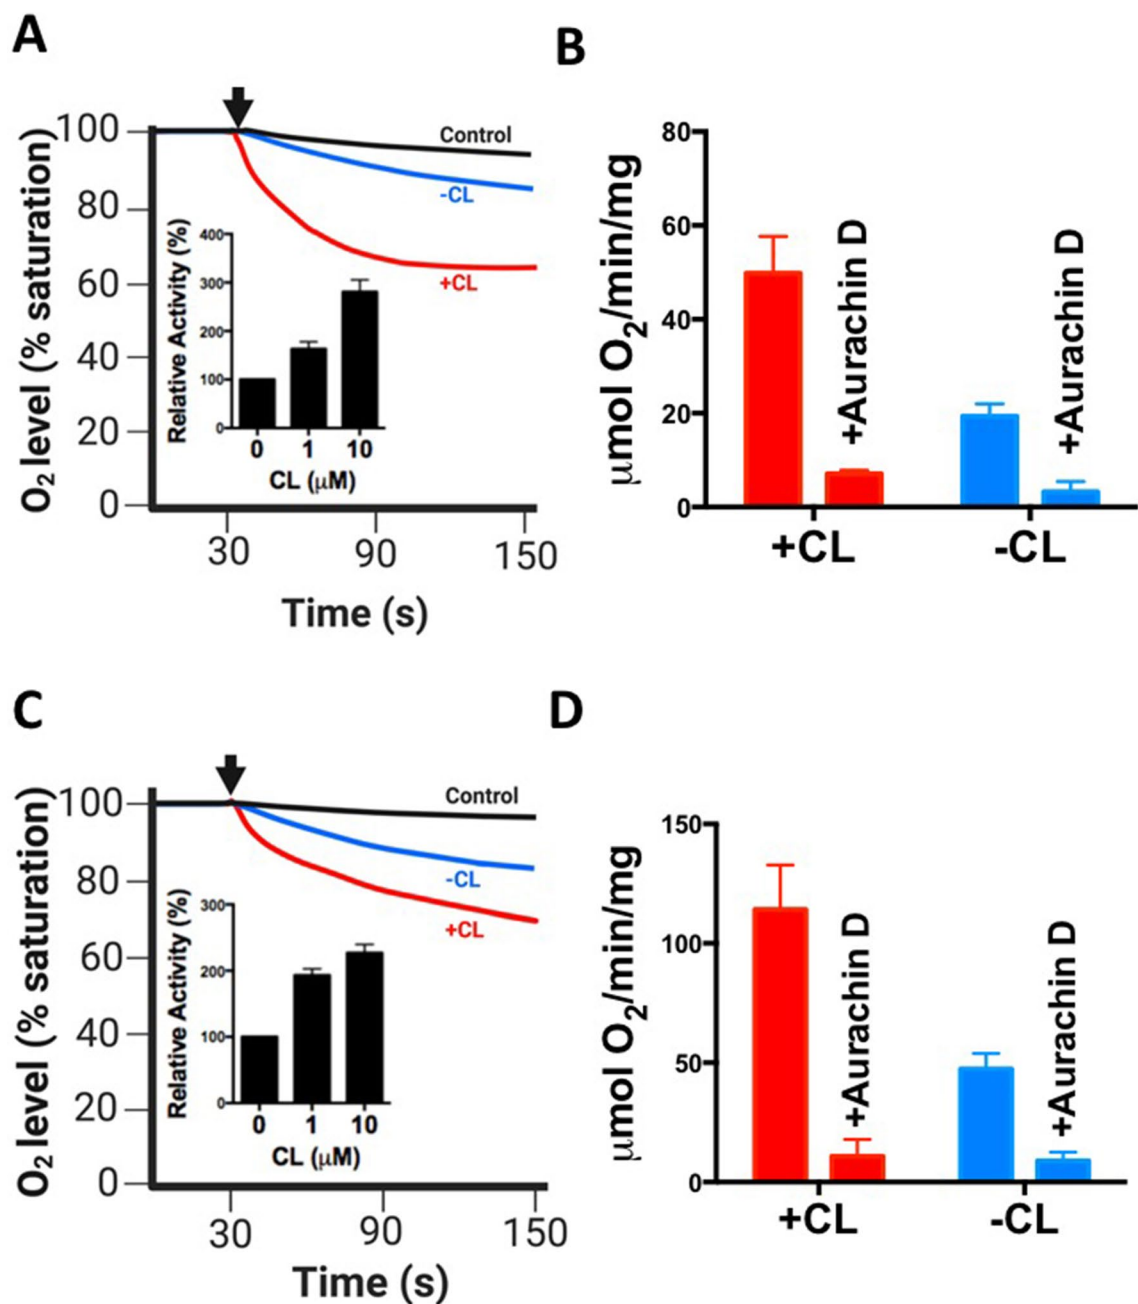 A
O2 level (% saturation)
100
80
60
40
20
0
Control
-CL
+CL
Relative Activity (%)
400
300
200
100
0
0 1 10
CL (μM)
30 90 150
Time (s)
B
μmol O2/min/mg
80
60
40
20
0
+Aurachin D
+Aurachin D
+CL -CL
C
O2 level (% saturation)
100
80
60
40
20
0
Control
-CL
+CL
Relative Activity (%)
300
200
100
0
0 1 10
CL (μM)
30 90 150
Time (s)
D
μmol O2/min/mg
150
100
50
0
+Aurachin D
+Aurachin D
+CL -CL